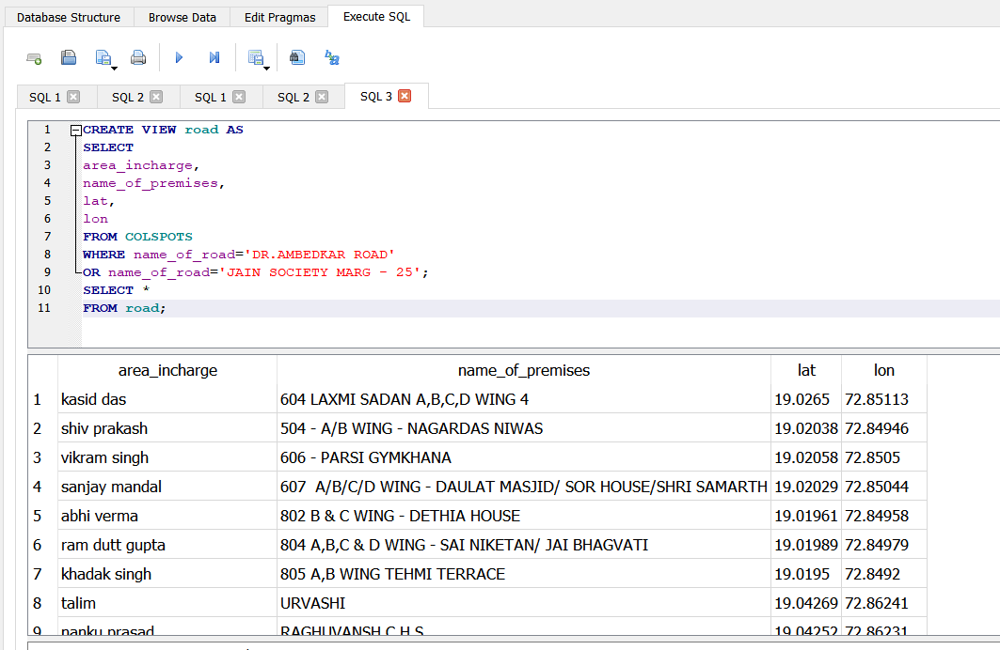 Database Structure Browse Data Edit Pragmas Execute SQL
SQL 1 SQL 2 SQL 1 SQL 2 SQL 3
1 CREATE VIEW road AS
2 SELECT
3 area_incharge,
4 name_of_premises,
5 lat,
6 lon
7 FROM COLSPOTS
8 WHERE name_of_road='DR.AMBEDKAR ROAD'
9 OR name_of_road='JAIN SOCIETY MARG - 25';
10 SELECT *
11 FROM road;
area_incharge name_of_premises lat lon
1 kasid das 604 LAXMI SADAN A,B,C,D WING 4 19.0265 72.85113
2 shiv prakash 504 - A/B WING - NAGARDAS NIWAS 19.02038 72.84946
3 vikram singh 606 - PARSI GYMKHANA 19.02058 72.8505
4 sanjay mandal 607  A/B/C/D WING - DAULAT MASJID/ SOR HOUSE/SHRI SAMARTH 19.02029 72.85044
5 abhi verma 802 B & C WING - DETHIA HOUSE 19.01961 72.84958
6 ram dutt gupta 804 A,B,C & D WING - SAI NIKETAN/ JAI BHAGVATI 19.01989 72.84979
7 khadak singh 805 A,B WING TEHMI TERRACE 19.0195 72.8492
8 talim URVASHI 19.04269 72.86241
9 nanku prasad RAGHUVANSH C H S 19.04252 72.86231